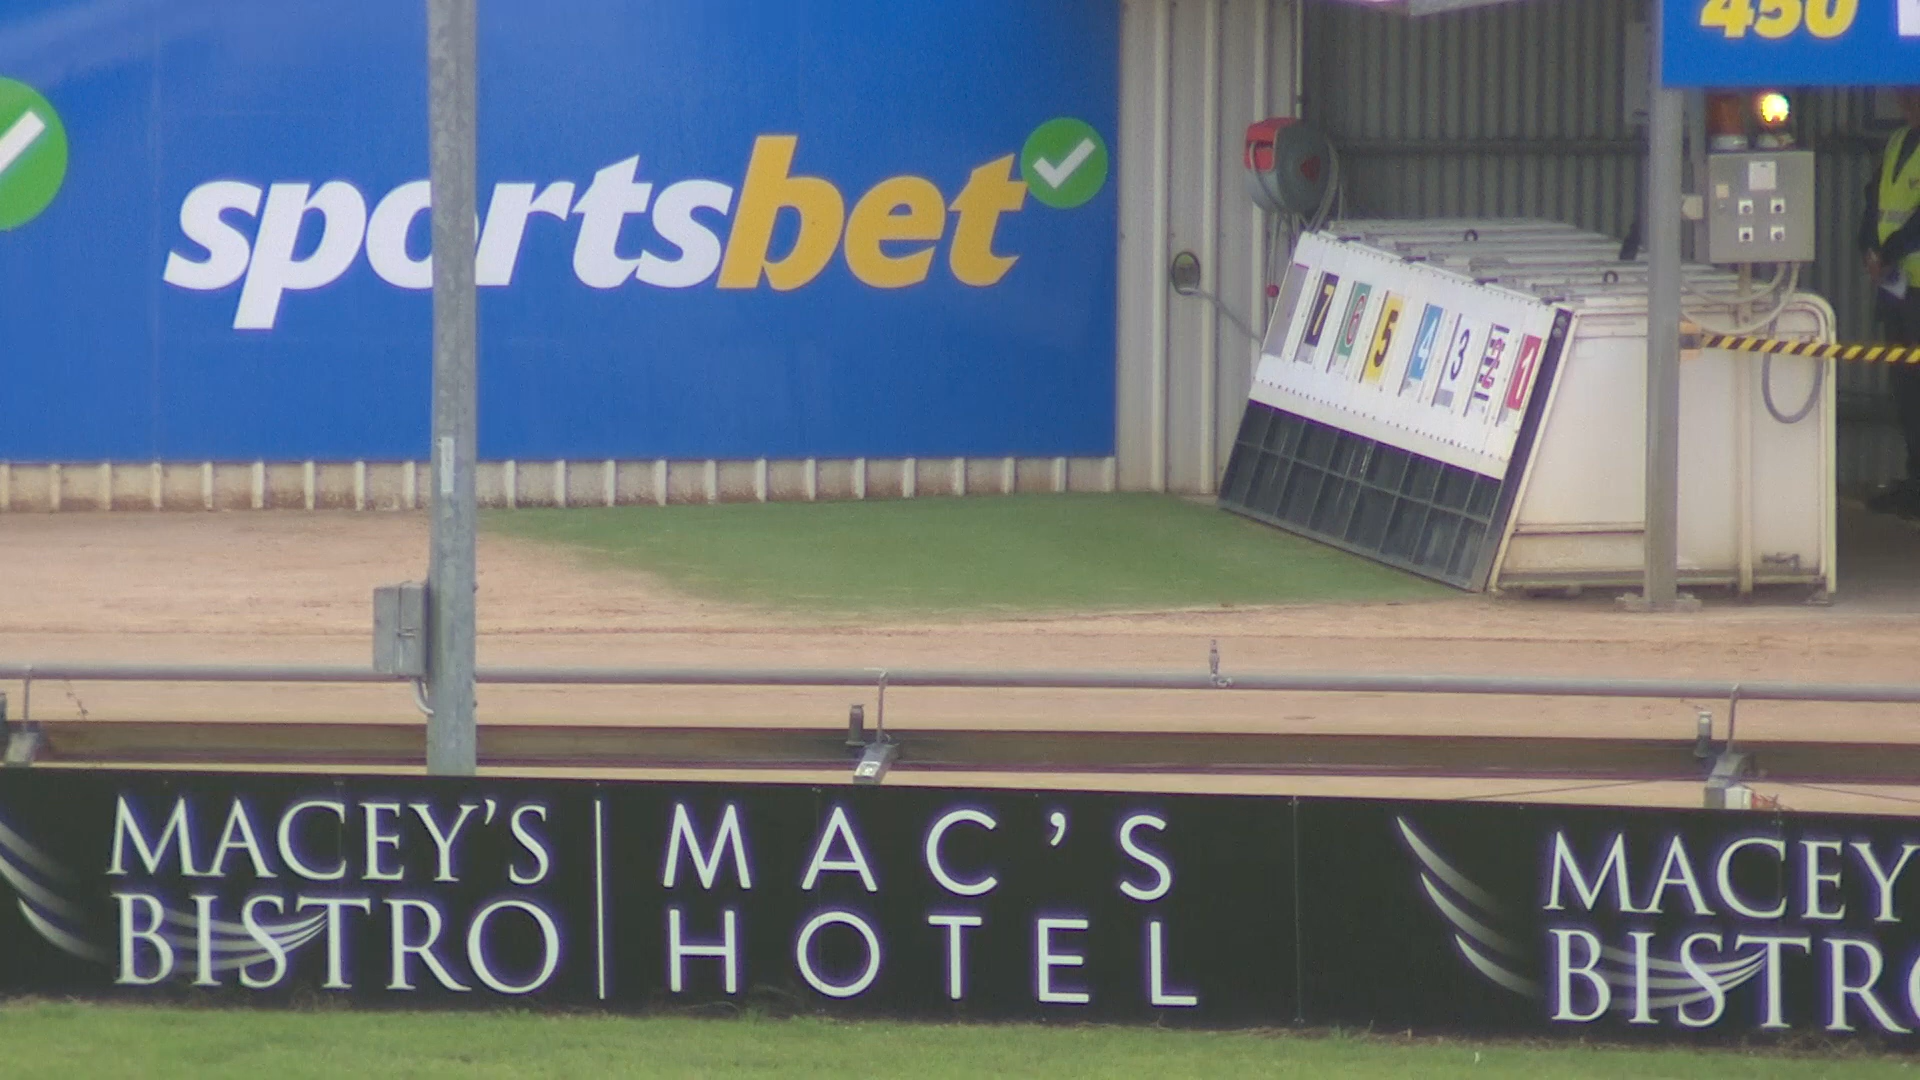 450
sportsbet
7 6 5 4 3 2 1
MACEY'S
BISTRO
MAC'S
HOTEL
MACEY
BISTRO